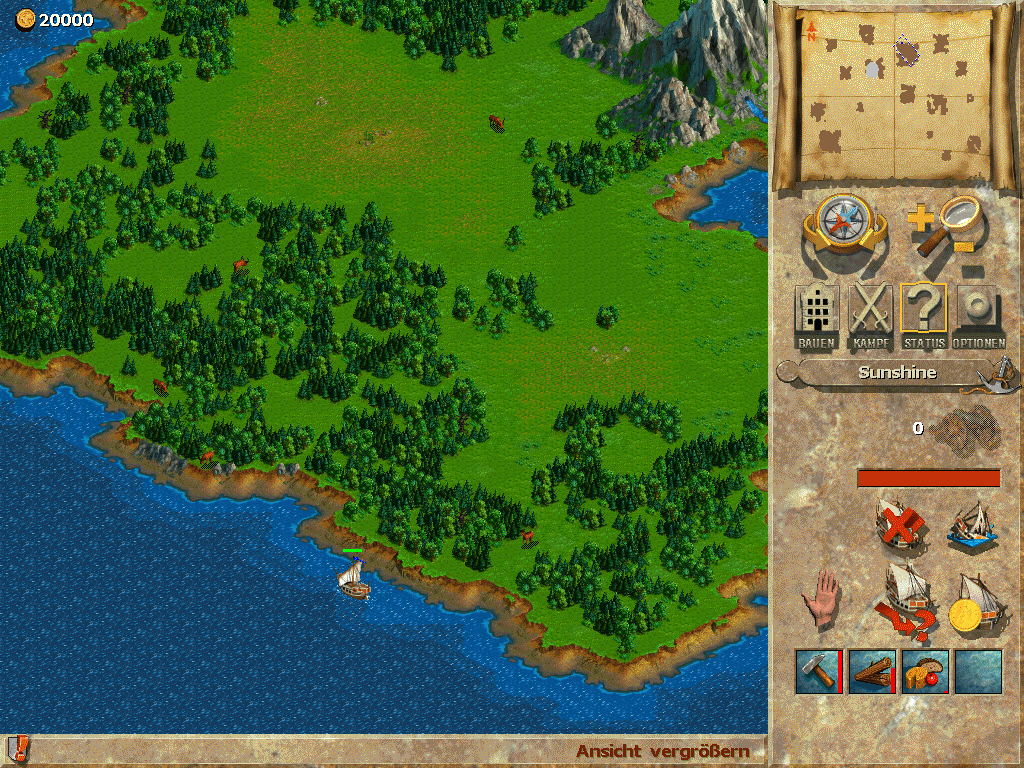 20000
N
BAUEN
KAMPF
STATUS
OPTIONEN
Sunshine
0
Ansicht vergrößern